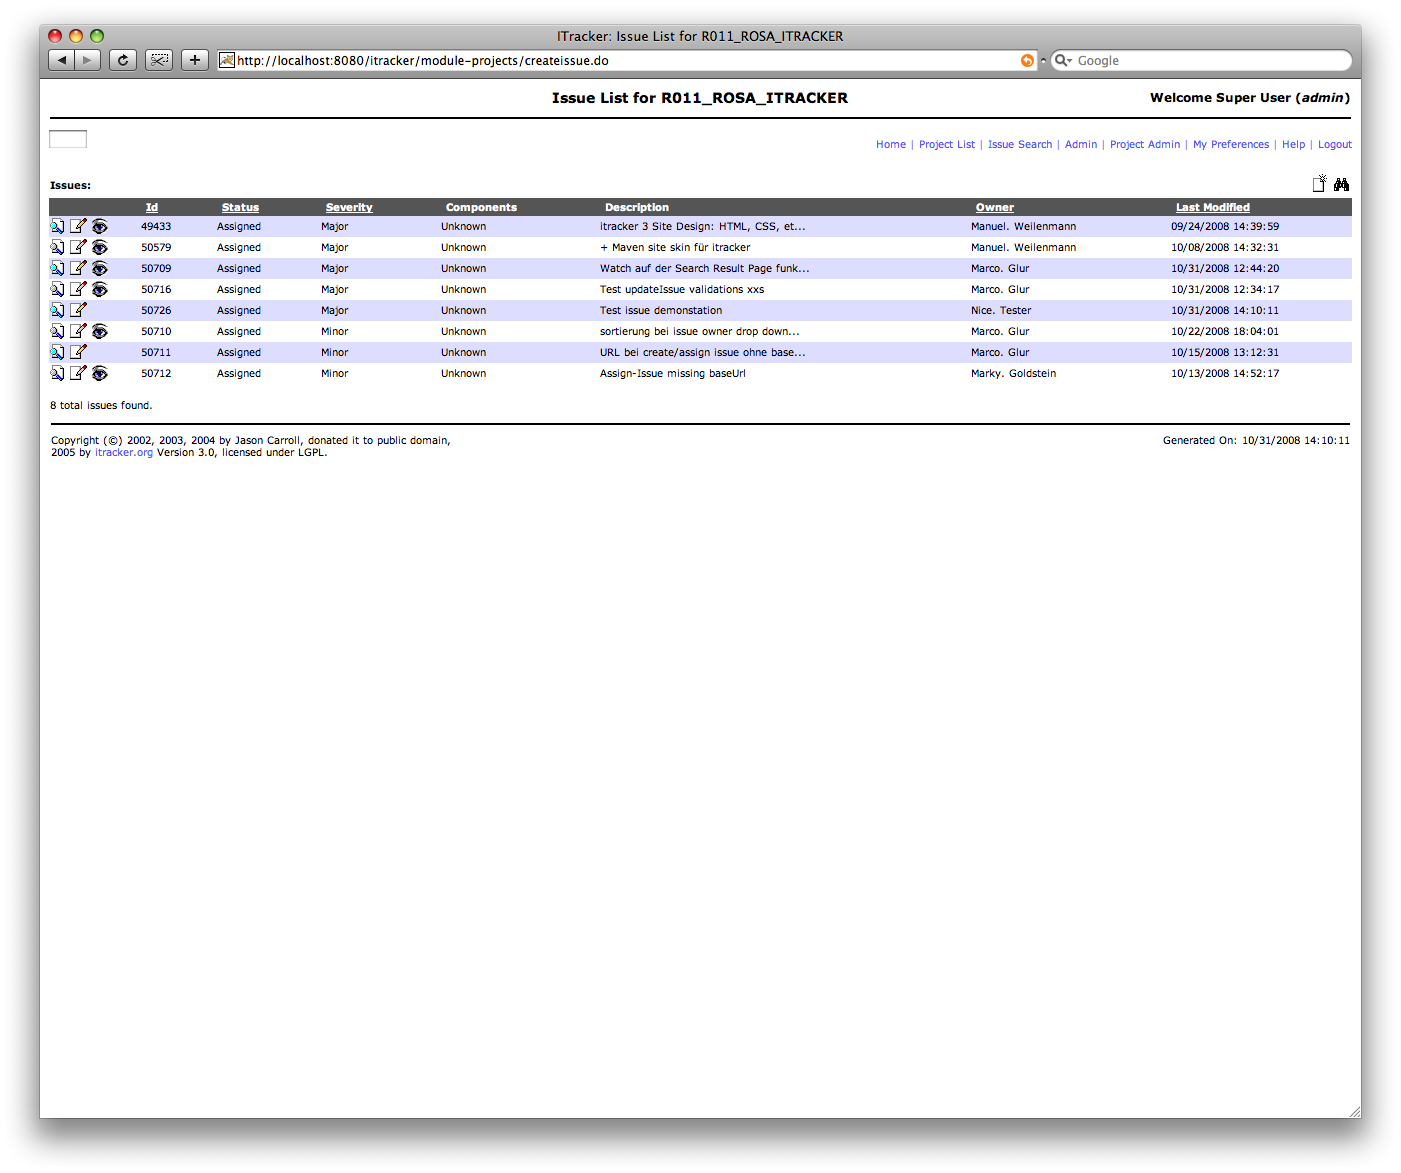 ITracker: Issue List for R011_ROSA_ITRACKER
http://localhost:8080/itracker/module-projects/createissue.do
Google
Issue List for R011_ROSA_ITRACKER
Welcome Super User (admin)
Home | Project List | Issue Search | Admin | Project Admin | My Preferences | Help | Logout
Issues:
Id Status Severity Components Description Owner Last Modified
49433 Assigned Major Unknown itracker 3 Site Design: HTML, CSS, et... Manuel. Weilenmann 09/24/2008 14:39:59
50579 Assigned Major Unknown + Maven site skin für itracker Manuel. Weilenmann 10/08/2008 14:32:31
50709 Assigned Major Unknown Watch auf der Search Result Page funk... Marco. Glur 10/31/2008 12:44:20
50716 Assigned Major Unknown Test updateIssue validations xxs Marco. Glur 10/31/2008 12:34:17
50726 Assigned Major Unknown Test issue demonstation Nice. Tester 10/31/2008 14:10:11
50710 Assigned Minor Unknown sortierung bei issue owner drop down... Marco. Glur 10/22/2008 18:04:01
50711 Assigned Minor Unknown URL bei create/assign issue ohne base... Marco. Glur 10/15/2008 13:12:31
50712 Assigned Minor Unknown Assign-Issue missing baseUrl Marky. Goldstein 10/13/2008 14:52:17
8 total issues found.
Copyright (©) 2002, 2003, 2004 by Jason Carroll, donated it to public domain,
2005 by itracker.org Version 3.0, licensed under LGPL.
Generated On: 10/31/2008 14:10:11